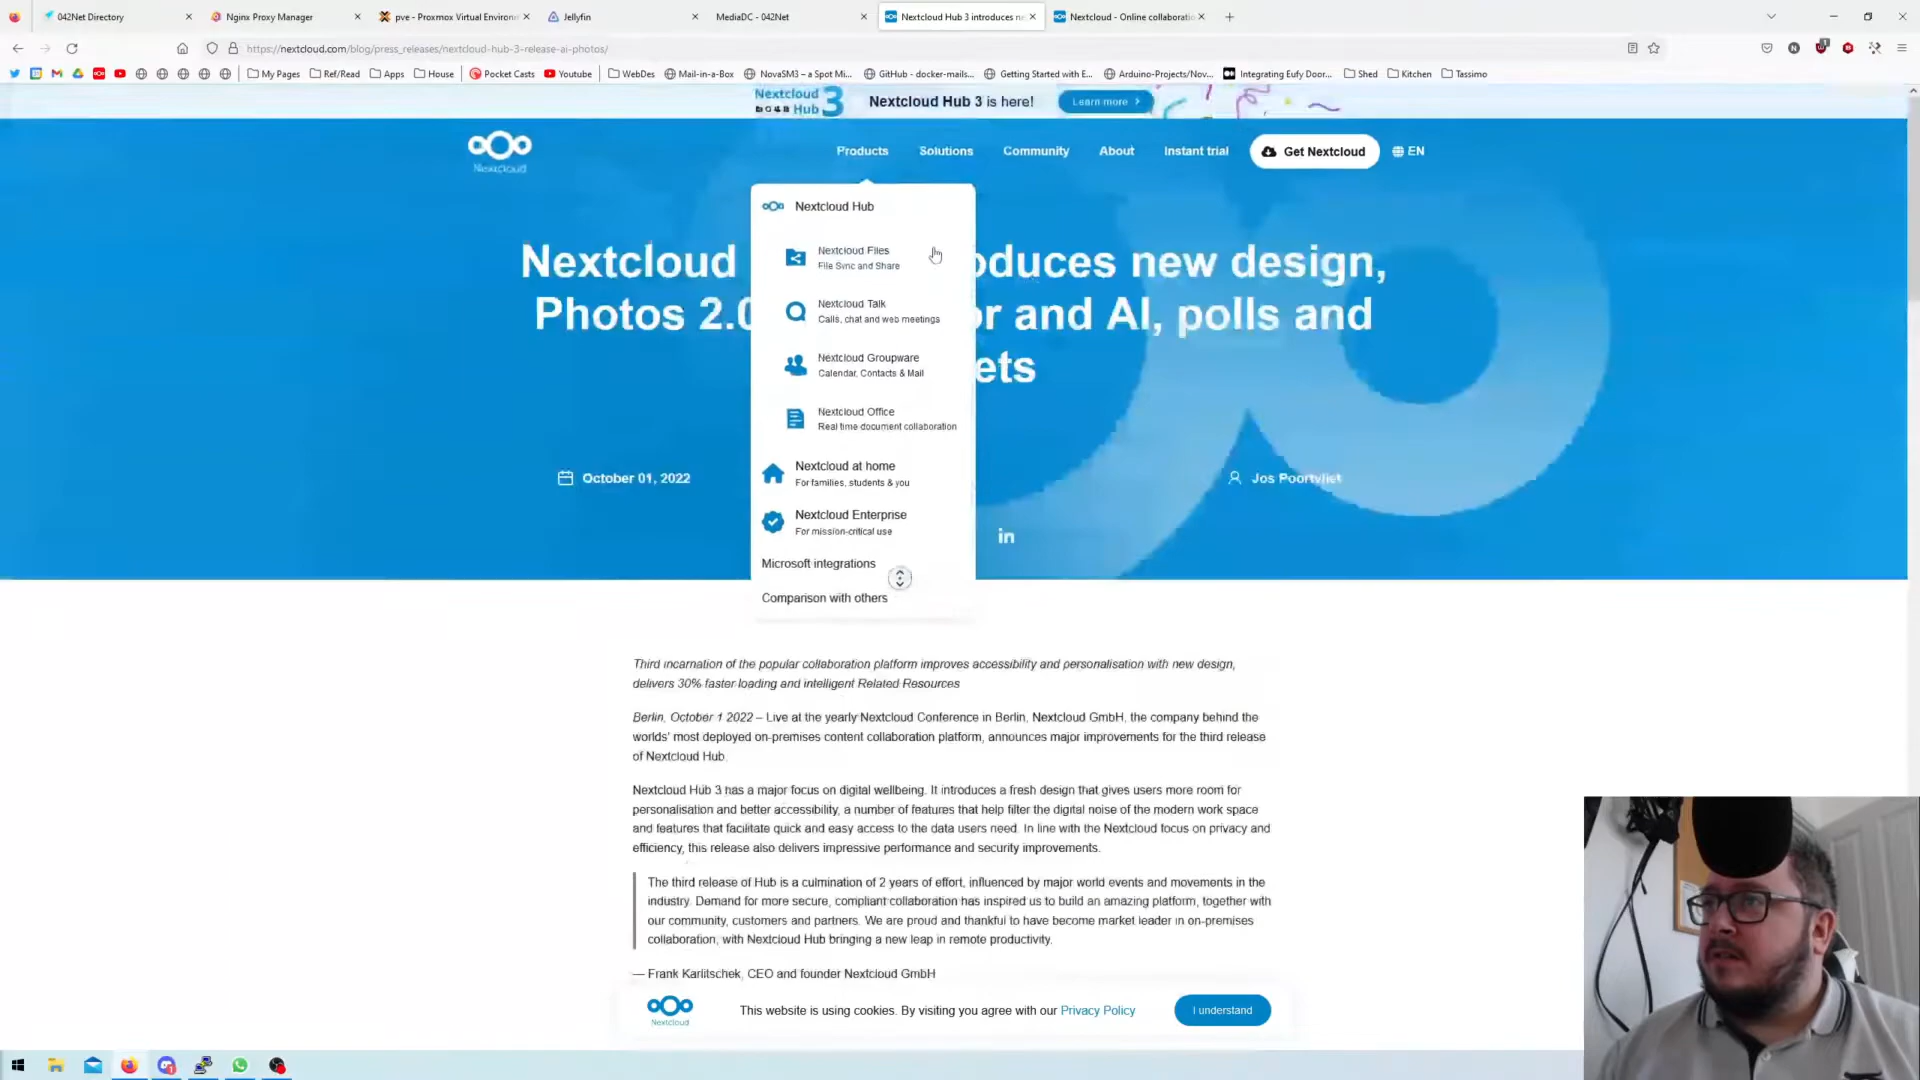 042Net Directory
Nginx Proxy Manager
pve - Proxmox Virtual Environ
Jellyfin
MediaDC - 042Net
Nextcloud Hub 3 introduces ne
Nextcloud - Online collaboratio
https://nextcloud.com/blog/press_releases/nextcloud-hub-3-release-ai-photos/
My Pages
Ref/Read
Apps
House
Pocket Casts
Youtube
WebDes
Mail-in-a-Box
NovaSM3 – a Spot Mi...
GitHub - docker-mails...
Getting Started with E...
Arduino-Projects/Nov...
Integrating Eufy Door...
Shed
Kitchen
Tassimo
Nextcloud
Hub 3
Nextcloud Hub 3 is here!
Learn more
Nextcloud
Products
Solutions
Community
About
Instant trial
Get Nextcloud
EN
Nextcloud Hub
Nextcloud Files
File Sync and Share
Nextcloud Talk
Calls, chat and web meetings
Nextcloud Groupware
Calendar, Contacts & Mail
Nextcloud Office
Real time document collaboration
Nextcloud at home
For families, students & you
Nextcloud Enterprise
For mission-critical use
Microsoft integrations
Comparison with others
Nextcloud oduces new design,
Photos 2.0 or and AI, polls and
ets
October 01, 2022
Jos Poortvliet
in
Third incarnation of the popular collaboration platform improves accessibility and personalisation with new design,
delivers 30% faster loading and intelligent Related Resources
Berlin, October 1 2022 – Live at the yearly Nextcloud Conference in Berlin, Nextcloud GmbH, the company behind the
worlds' most deployed on-premises content collaboration platform, announces major improvements for the third release
of Nextcloud Hub.
Nextcloud Hub 3 has a major focus on digital wellbeing. It introduces a fresh design that gives users more room for
personalisation and better accessibility, a number of features that help filter the digital noise of the modern work space
and features that facilitate quick and easy access to the data users need. In line with the Nextcloud focus on privacy and
efficiency, this release also delivers impressive performance and security improvements.
The third release of Hub is a culmination of 2 years of effort, influenced by major world events and movements in the
industry. Demand for more secure, compliant collaboration has inspired us to build an amazing platform, together with
our community, customers and partners. We are proud and thankful to have become market leader in on-premises
collaboration, with Nextcloud Hub bringing a new leap in remote productivity.
— Frank Karlitschek, CEO and founder Nextcloud GmbH
Nextcloud
This website is using cookies. By visiting you agree with our Privacy Policy
I understand